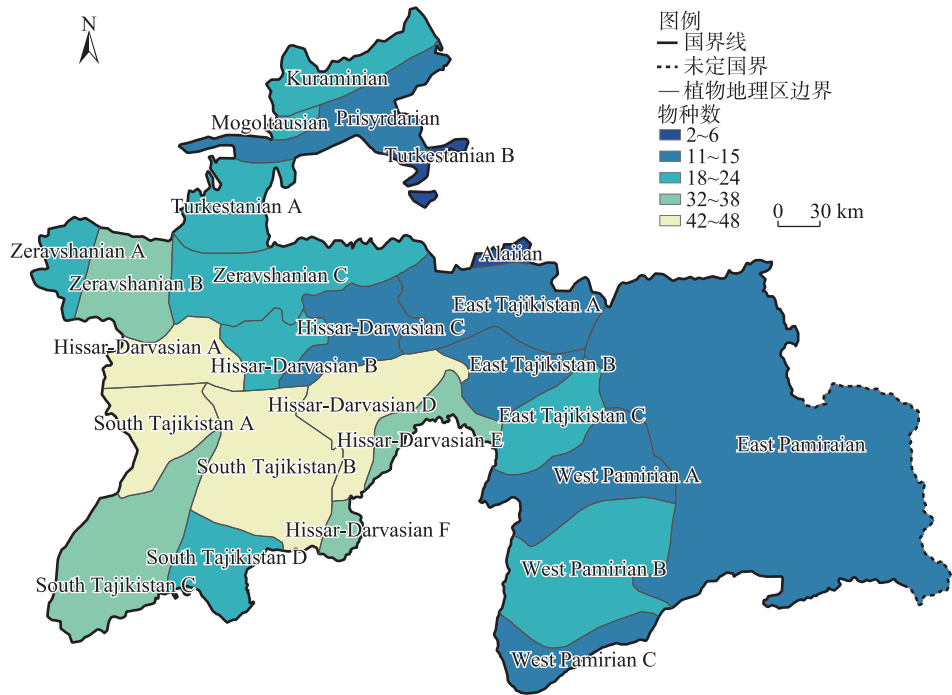 N
Kuraminian
Mogoltausian
Prisyrdarian
Turkestanian B
Turkestanian A
Zeravshanian A
Zeravshanian B
Zeravshanian C
Alaiian
East Tajikistan A
Hissar-Darvasian C
Hissar-Darvasian A
Hissar-Darvasian B
East Tajikistan B
Hissar-Darvasian D
East Tajikistan C
South Tajikistan A
Hissar-Darvasian E
East Pamiraian
South Tajikistan B
West Pamirian A
Hissar-Darvasian F
South Tajikistan D
West Pamirian B
South Tajikistan C
West Pamirian C
图例
国界线
未定国界
植物地理区边界
物种数
2~6
11~15
18~24
32~38
42~48
0 30 km